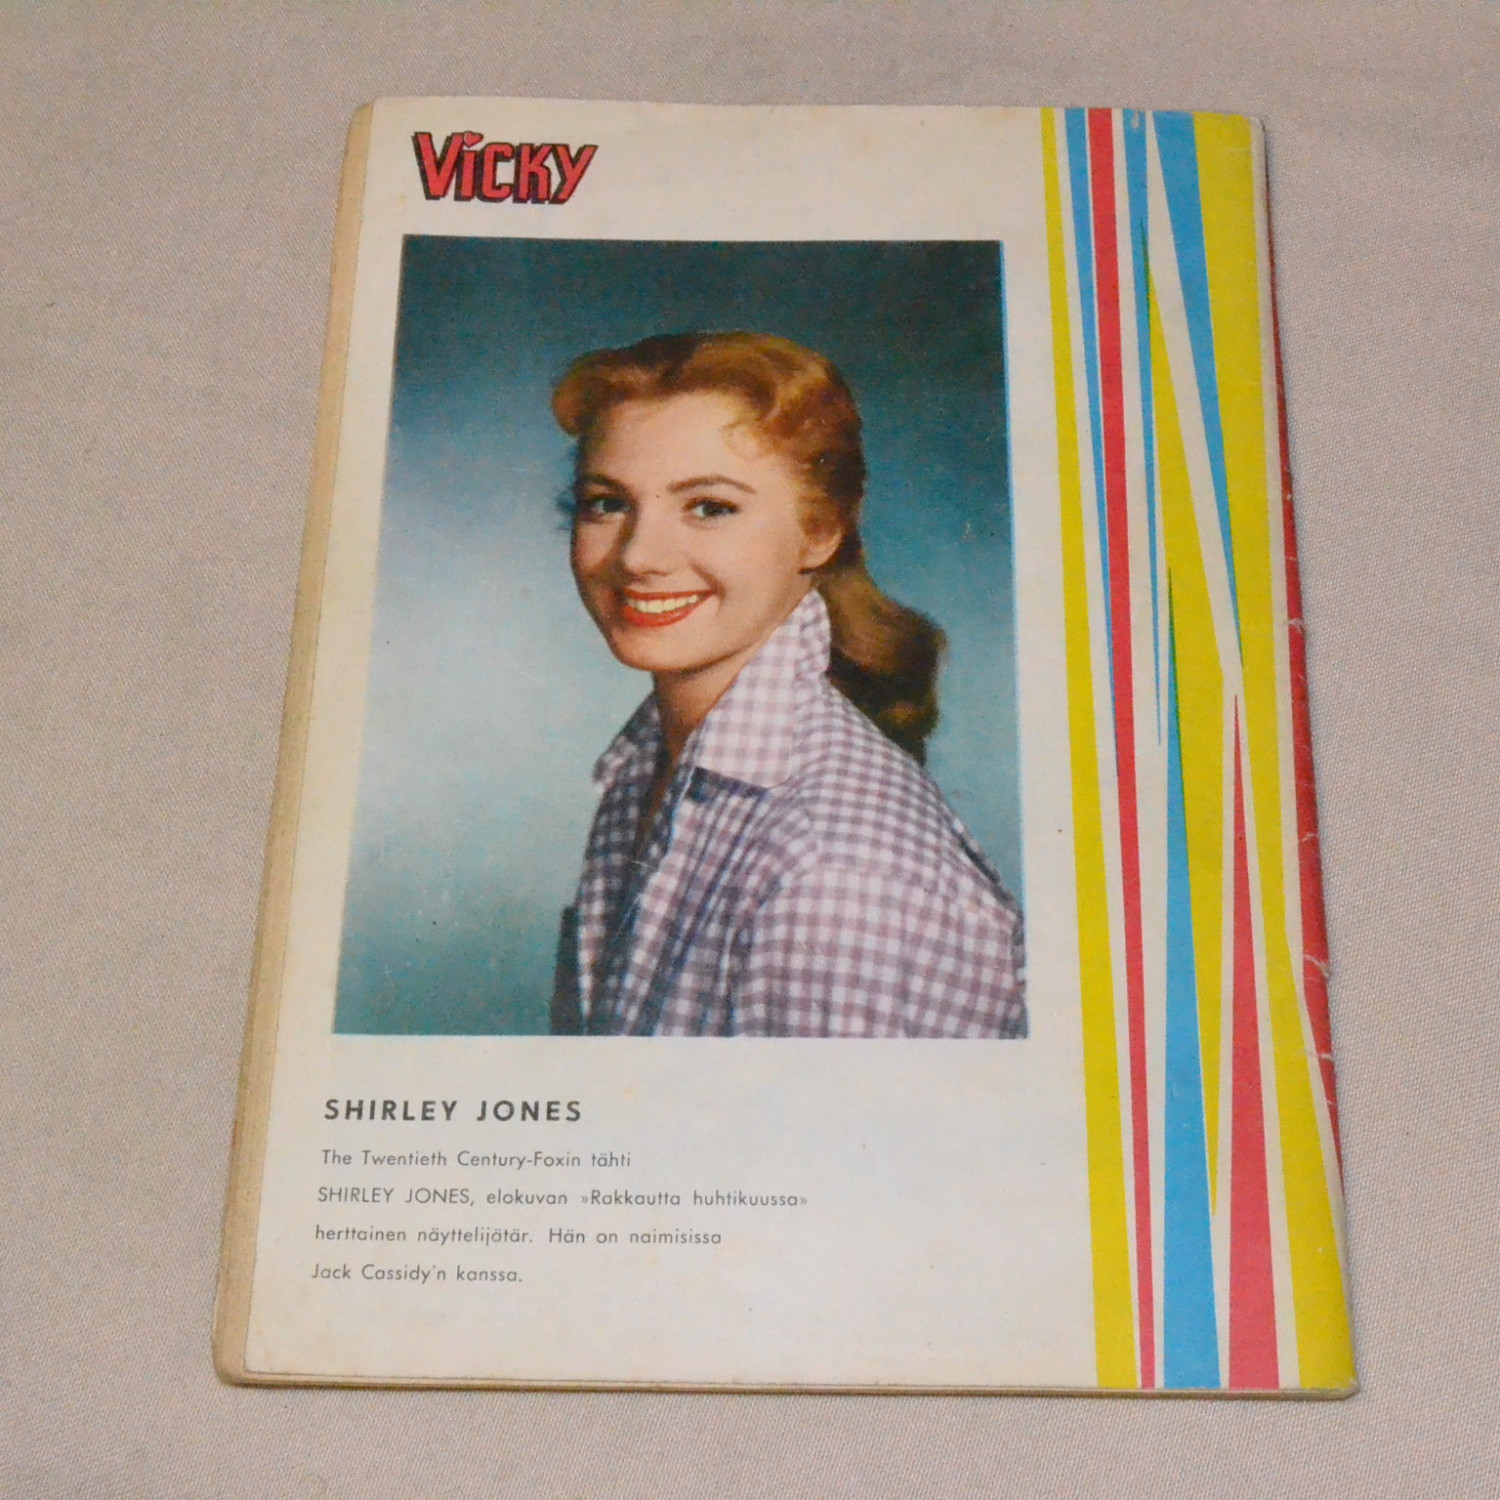 Vicky
SHIRLEY JONES
The Twentieth Century-Foxin tähti
SHIRLEY JONES, elokuvan »Rakkautta huhtikuussa»
herttainen näyttelijätär. Hän on naimisissa
Jack Cassidy'n kanssa.